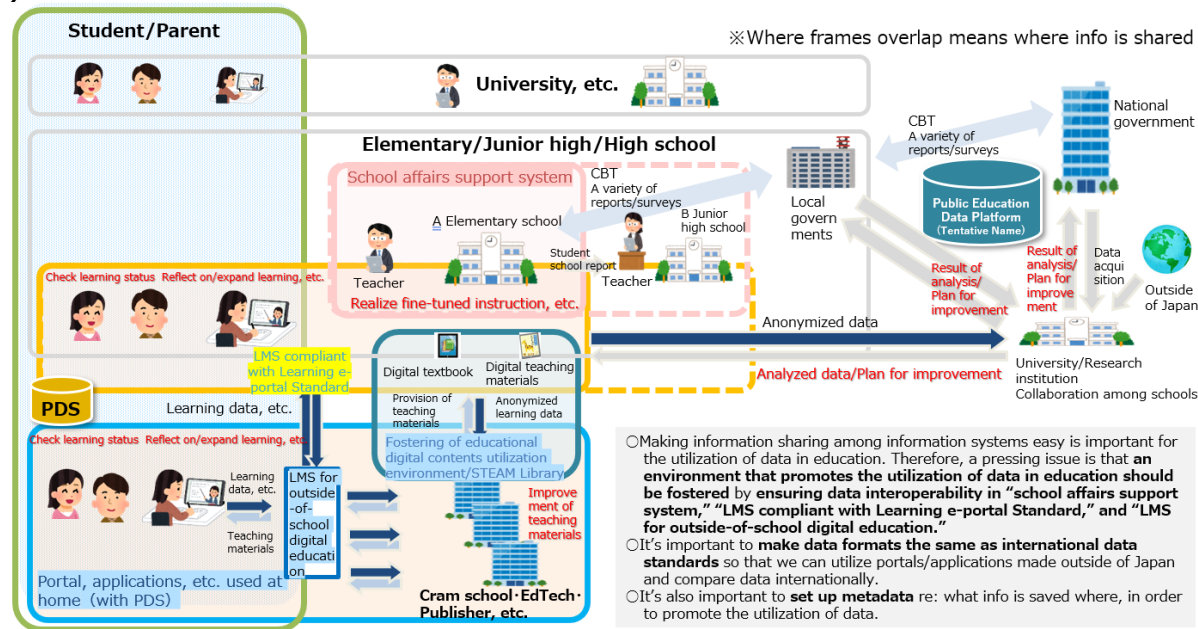 Student/Parent
※Where frames overlap means where info is shared
University, etc.
National
government
CBT
A variety of
reports/surveys
Elementary/Junior high/High school
School affairs support system
CBT
A variety of
reports/surveys
A Elementary school
B Junior
high school
Local
govern
ments
Public Education
Data Platform
(Tentative Name)
Student
school report
Teacher
Teacher
Realize fine-tuned instruction, etc.
Check learning status
Reflect on/expand learning, etc.
Result of
analysis/
Plan for
improvement
Result of
analysis/
Plan for
improve
ment
Data
acqui
sition
Outside
of Japan
Anonymized data
Analyzed data/Plan for improvement
University/Research
institution
Collaboration among schools
LMS compliant
with Learning e-
portal Standard
Digital textbook
Digital teaching
materials
PDS
Learning data, etc.
Provision of
teaching
materials
Anonymized
learning data
Fostering of educational
digital contents utilization
environment/STEAM Library
Check learning status
Reflect on/expand learning, etc
Learning
data, etc.
Teaching
materials
LMS for
outside
-of-
school
digital
educati
on
Improve
ment of
teaching
materials
Portal, applications, etc. used at
home（with PDS）
Cram school･EdTech･
Publisher, etc.
○Making information sharing among information systems easy is important for
the utilization of data in education. Therefore, a pressing issue is that an
environment that promotes the utilization of data in education should
be fostered by ensuring data interoperability in “school affairs support
system,” “LMS compliant with Learning e-portal Standard,” and “LMS
for outside-of-school digital education.”
○It’s important to make data formats the same as international data
standards so that we can utilize portals/applications made outside of Japan
and compare data internationally.
○It’s also important to set up metadata re: what info is saved where, in order
to promote the utilization of data.